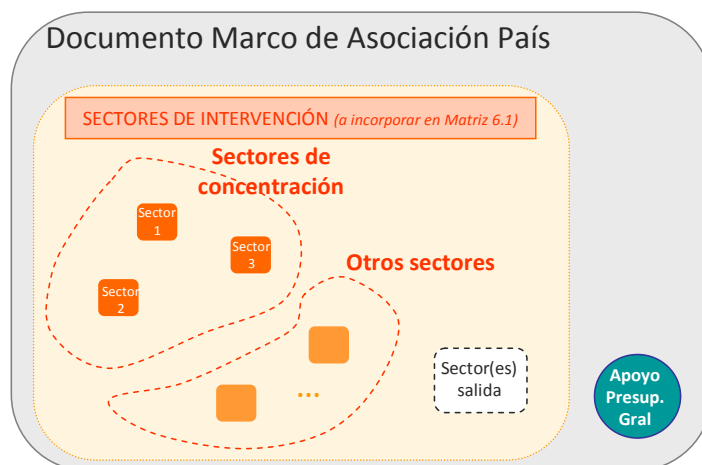 Documento Marco de Asociación País
SECTORES DE INTERVENCIÓN (a incorporar en Matriz 6.1)
Sectores de
concentración
Sector
1
Sector
3
Sector
2
Otros sectores
...
Sector(es)
salida
Apoyo
Presup.
Gral